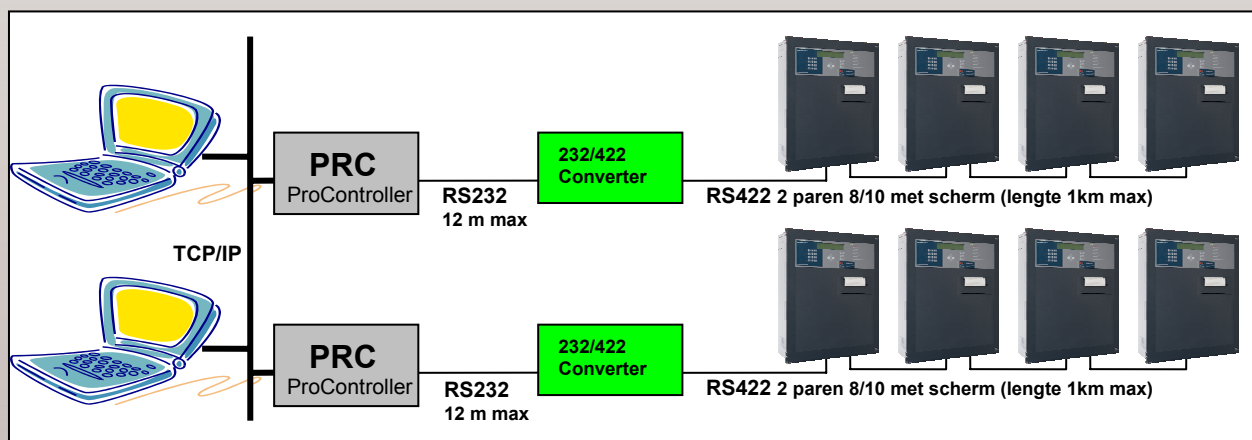 PRC
ProController
232/422
Converter
RS232
12 m max
RS422 2 paren 8/10 met scherm (lengte 1km max)
TCP/IP
PRC
ProController
232/422
Converter
RS232
12 m max
RS422 2 paren 8/10 met scherm (lengte 1km max)